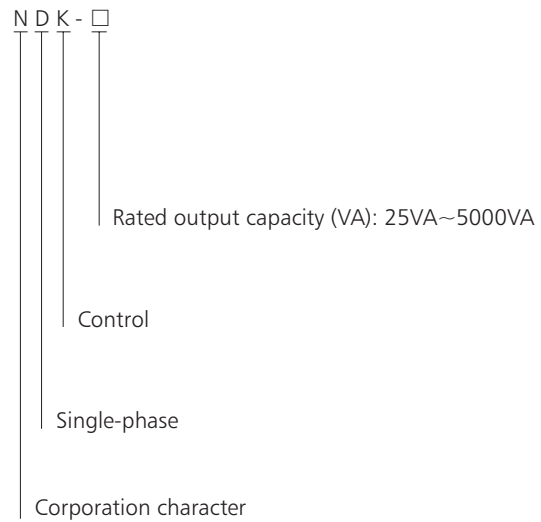 N D K - □
Rated output capacity (VA): 25VA~5000VA
Control
Single-phase
Corporation character